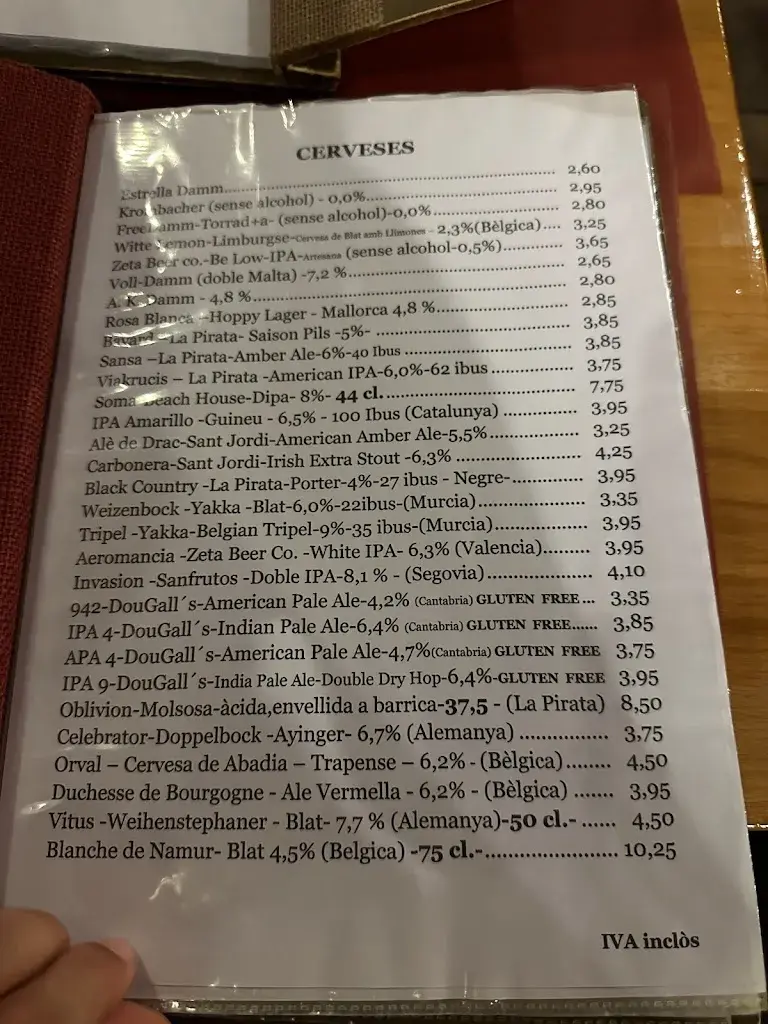 CERVESES
Estrella Damm........................................................ 2,60
Krombacher (sense alcohol) - 0,0%................................ 2,95
Free Damm-Torrad+a- (sense alcohol)-0,0%..................... 2,80
Witte Lemon-Limburgse-Cervesa de Blat amb Llimones - 2,3%(Bèlgica).... 3,25
Zeta Beer co.-Be Low-IPA-Artesana (sense alcohol-0,5%)........... 3,65
Voll-Damm (doble Malta) -7,2 %................................ 2,65
A. K. Damm - 4,8 %................................................ 2,80
Rosa Blanca –Hoppy Lager - Mallorca 4,8 %..................... 2,85
Bavard –La Pirata- Saison Pils -5%- .............................. 3,85
Sansa –La Pirata-Amber Ale-6%-40 Ibus ........................ 3,85
Viakrucis – La Pirata -American IPA-6,0%-62 ibus ............... 3,75
Soma Beach House-Dipa- 8%- 44 cl................................ 7,75
IPA Amarillo -Guineu - 6,5% - 100 Ibus (Catalunya) ............ 3,95
Alè de Drac-Sant Jordi-American Amber Ale-5,5%................ 3,25
Carbonera-Sant Jordi-Irish Extra Stout -6,3% ..................... 4,25
Black Country -La Pirata-Porter-4%-27 ibus - Negre-............ 3,95
Weizenbock -Yakka -Blat-6,0%-22ibus-(Murcia).................. 3,35
Tripel -Yakka-Belgian Tripel-9%-35 ibus-(Murcia)................ 3,95
Aeromancia -Zeta Beer Co. -White IPA- 6,3% (Valencia)......... 3,95
Invasion -Sanfrutos -Doble IPA-8,1 % - (Segovia).................... 4,10
942-DouGall´s-American Pale Ale-4,2% (Cantabria) GLUTEN FREE ... 3,35
IPA 4-DouGall´s-Indian Pale Ale-6,4% (Cantabria) GLUTEN FREE...... 3,85
APA 4-DouGall´s-American Pale Ale-4,7%(Cantabria) GLUTEN FREE 3,75
IPA 9-DouGall´s-India Pale Ale-Double Dry Hop-6,4%-GLUTEN FREE 3,95
Oblivion-Molsosa-àcida,envellida a barrica-37,5 - (La Pirata) 8,50
Celebrator-Doppelbock -Ayinger- 6,7% (Alemanya) ................ 3,75
Orval – Cervesa de Abadia – Trapense – 6,2% - (Bèlgica)........ 4,50
Duchesse de Bourgogne - Ale Vermella - 6,2% - (Bèlgica) ....... 3,95
Vitus -Weihenstephaner - Blat- 7,7 % (Alemanya)-50 cl.- ...... 4,50
Blanche de Namur- Blat 4,5% (Belgica) -75 cl.-....................... 10,25
IVA inclòs